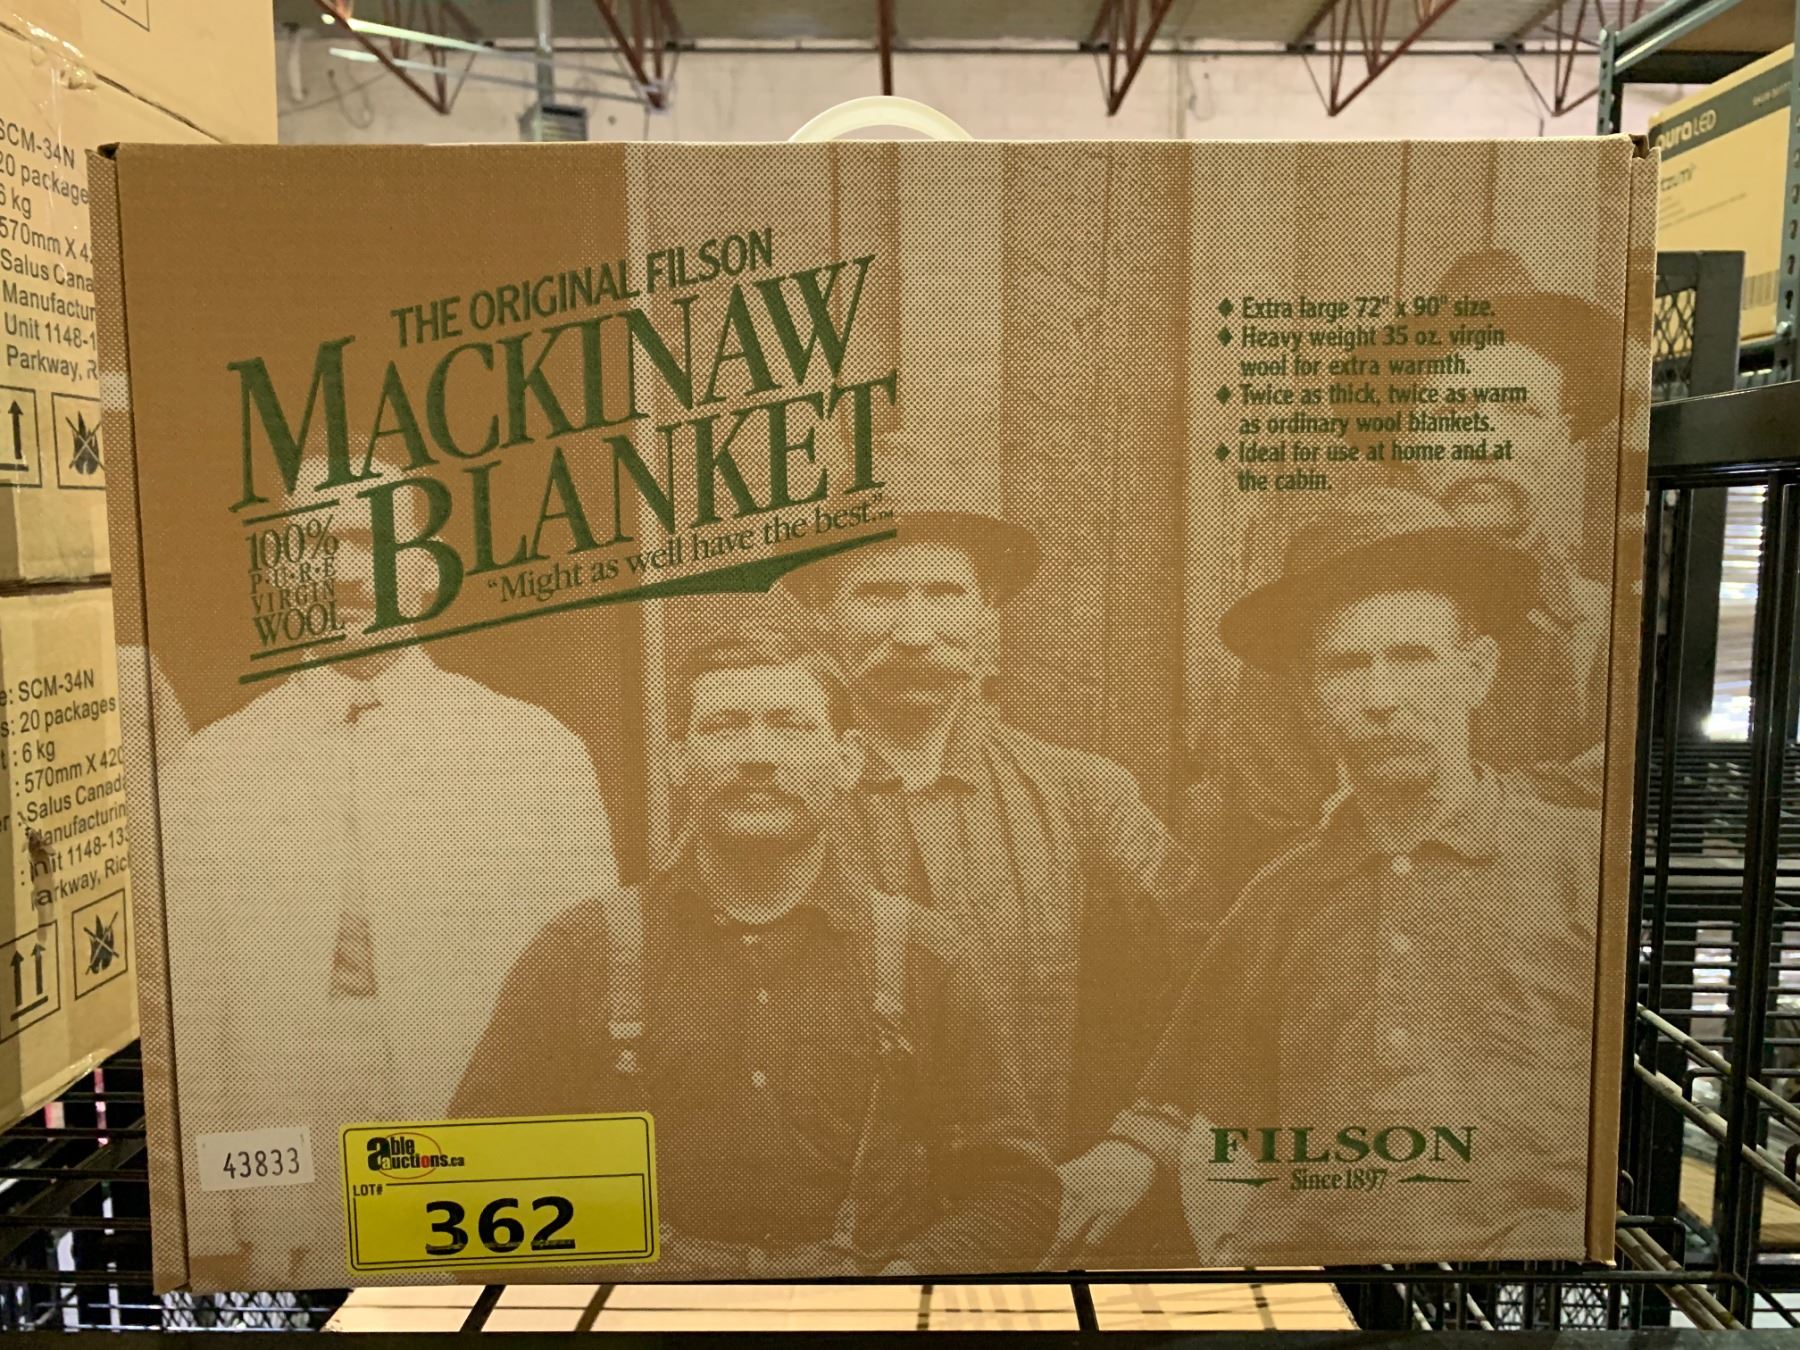 THE ORIGINAL FILSON
MACKINAW
BLANKET
100%
P·U·R·E
VIRGIN
WOOL
"Might as well have the best."™
♦ Extra large 72" x 90" size.
♦ Heavy weight 35 oz. virgin
wool for extra warmth.
♦ Twice as thick, twice as warm
as ordinary wool blankets.
♦ Ideal for use at home and at
the cabin.
FILSON
Since 1897
43833
able
auctions.ca
LOT#
362
SCM-34N
20 package
6 kg
570mm X 4
Salus Cana
Manufactur
Unit 1148-1
Parkway, R
: SCM-34N
: 20 packages
: 6 kg
: 570mm X 420
: Salus Canad
Manufacturin
Unit 1148-13
Parkway, Ric
LED